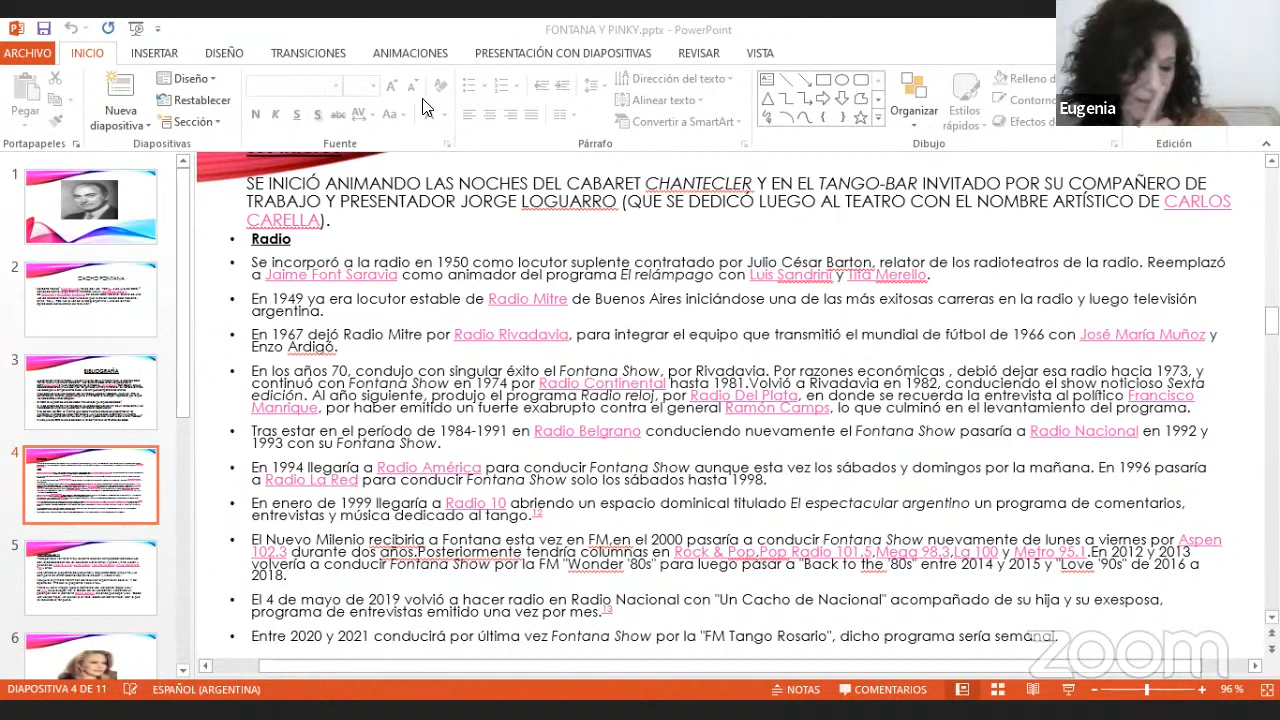 FONTANA Y PINKY.pptx - PowerPoint
ARCHIVO INICIO INSERTAR DISEÑO TRANSICIONES ANIMACIONES PRESENTACIÓN CON DIAPOSITIVAS REVISAR VISTA
Eugenia
Pegar
Nueva
diapositiva
Diseño
Restablecer
Sección
N K S abc AV Aa A
Dirección del texto
Alinear texto
Convertir a SmartArt
Organizar
Estilos
rápidos
Relleno d
Contorno
Efectos
Portapapeles Diapositivas Fuente Párrafo Dibujo Edición
1
2
CACHO FONTANA
3
BIBLIOGRAFÍA
4
5
6
SE INICIÓ ANIMANDO LAS NOCHES DEL CABARET CHANTECLER Y EN EL TANGO-BAR INVITADO POR SU COMPAÑERO DE
TRABAJO Y PRESENTADOR JORGE LOGUARRO (QUE SE DEDICÓ LUEGO AL TEATRO CON EL NOMBRE ARTÍSTICO DE CARLOS
CARELLA).
• Radio
• Se incorporó a la radio en 1950 como locutor suplente contratado por Julio César Barton, relator de los radioteatros de la radio. Reemplazó
a Jaime Font Saravia como animador del programa El relámpago con Luis Sandrini y Tita Merello.
• En 1949 ya era locutor estable de Radio Mitre de Buenos Aires iniciándose una de las más exitosas carreras en la radio y luego televisión
argentina.
• En 1967 dejó Radio Mitre por Radio Rivadavia, para integrar el equipo que transmitió el mundial de fútbol de 1966 con José María Muñoz y
Enzo Ardigó.
• En los años 70, condujo con singular éxito el Fontana Show, por Rivadavia. Por razones económicas , debió dejar esa radio hacia 1973, y
continuó con Fontana Show en 1974 por Radio Continental hasta 1981.Volvió a Rivadavia en 1982, conduciendo el show noticioso Sexta
edición. Al año siguiente, produjo el programa Radio reloj, por Radio Del Plata, en donde se recuerda la entrevista al político Francisco
Manrique, por haber emitido un fuerte exabrupto contra el general Ramón Camps, lo que culminó en el levantamiento del programa.
• Tras estar en el período de 1984-1991 en Radio Belgrano conduciendo nuevamente el Fontana Show pasaría a Radio Nacional en 1992 y
1993 con su Fontana Show.
• En 1994 llegaría a Radio América para conducir Fontana Show aunque esta vez los sábados y domingos por la mañana. En 1996 pasaría
a Radio La Red para conducir Fontana Show solo los sábados hasta 1998.
• En enero de 1999 llegaría a Radio 10 abriendo un espacio dominical titulado El espectacular argentino un programa de comentarios,
entrevistas y música dedicado al tango.12
• El Nuevo Milenio recibiria a Fontana esta vez en FM,en el 2000 pasaría a conducir Fontana Show nuevamente de lunes a viernes por Aspen
102.3 durante dos años.Posteriormente tendría columnas en Rock & Pop,Pop Radio 101.5,Mega 98.3,La 100 y Metro 95.1.En 2012 y 2013
volvería a conducir Fontana Show por la FM "Wonder '80s" para luego pasar a "Back to the '80s" entre 2014 y 2015 y "Love '90s" de 2016 a
2018.
• El 4 de mayo de 2019 volvió a hacer radio en Radio Nacional con "Un Cacho de Nacional" acompañado de su hija y su exesposa,
programa de entrevistas emitido una vez por mes.13
• Entre 2020 y 2021 conducirá por última vez Fontana Show por la "FM Tango Rosario", dicho programa sería semanal.
zoom
DIAPOSITIVA 4 DE 11 ESPAÑOL (ARGENTINA) NOTAS COMENTARIOS 96 %